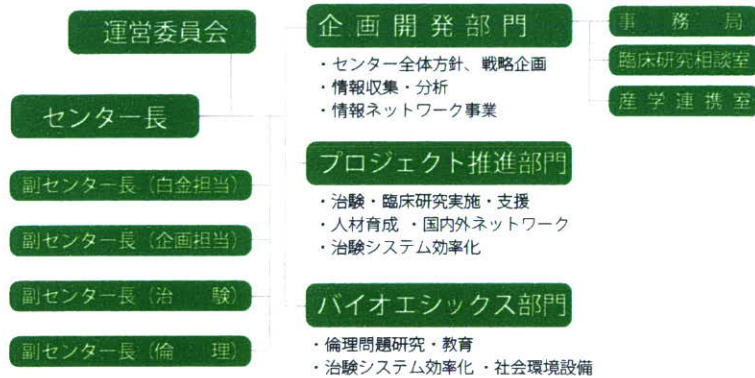 運営委員会
センター長
副センター長（白金担当）
副センター長（企画担当）
副センター長（治　験）
副センター長（倫　理）
企画開発部門
・センター全体方針、戦略企画
・情報収集・分析
・情報ネットワーク事業
プロジェクト推進部門
・治験・臨床研究実施・支援
・人材育成 ・国内外ネットワーク
・治験システム効率化
バイオエシックス部門
・倫理問題研究・教育
・治験システム効率化 ・社会環境設備
事務局
臨床研究相談室
産学連携室